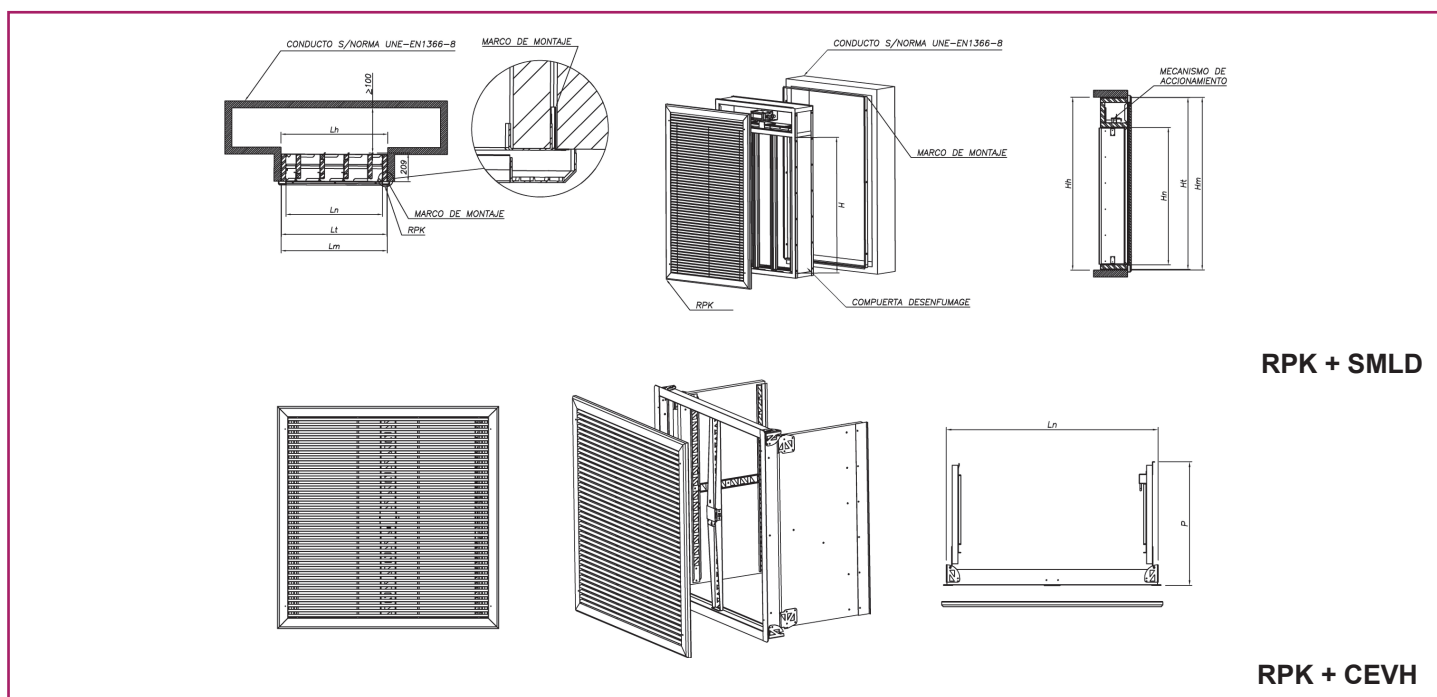 CONDUCTO S/NORMA UNE-EN1366-8
MARCO DE MONTAJE
≥100
Lh
209
Ln
MARCO DE MONTAJE
Lt
RPK
Lm
CONDUCTO S/NORMA UNE-EN1366-8
MARCO DE MONTAJE
H
COMPUERTA DESENFUMAGE
RPK
MECANISMO DE
ACCIONAMIENTO
Hh
Hn
Ht
Hm
RPK + SMLD
Ln
P
RPK + CEVH